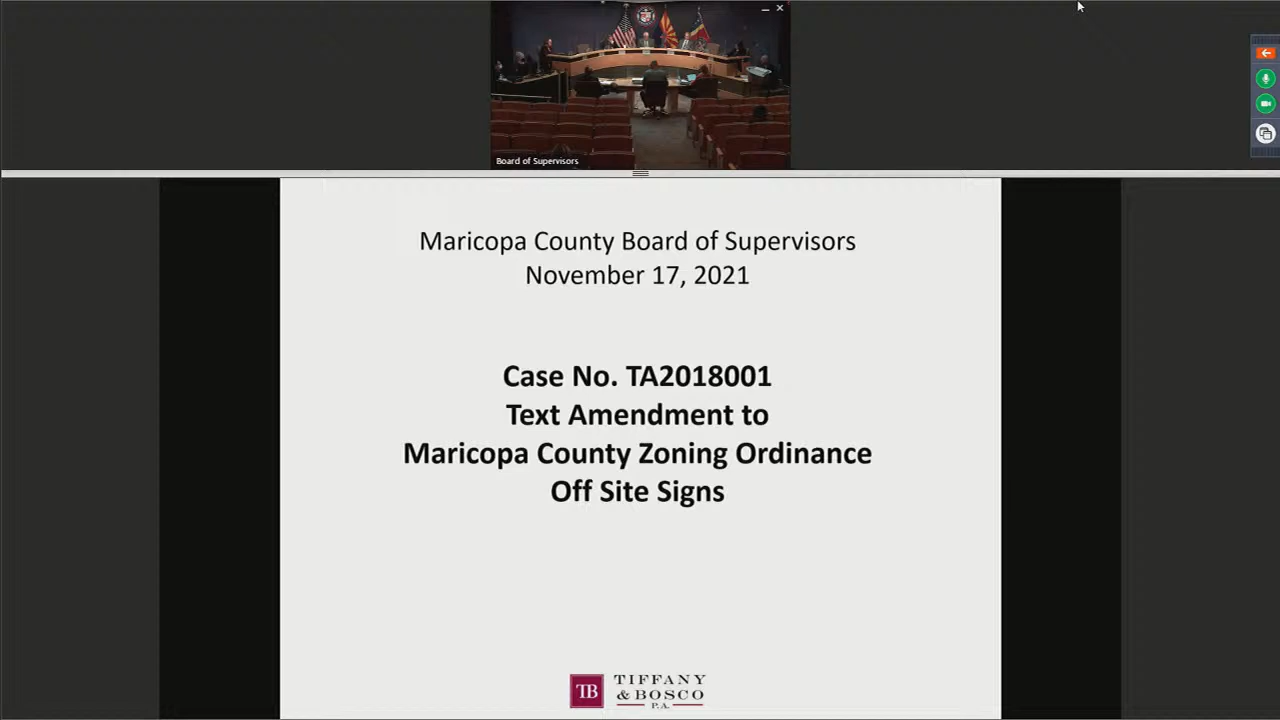 Board of Supervisors
Maricopa County Board of Supervisors
November 17, 2021
Case No. TA2018001
Text Amendment to
Maricopa County Zoning Ordinance
Off Site Signs
TB
TIFFANY
& BOSCO
P.A.